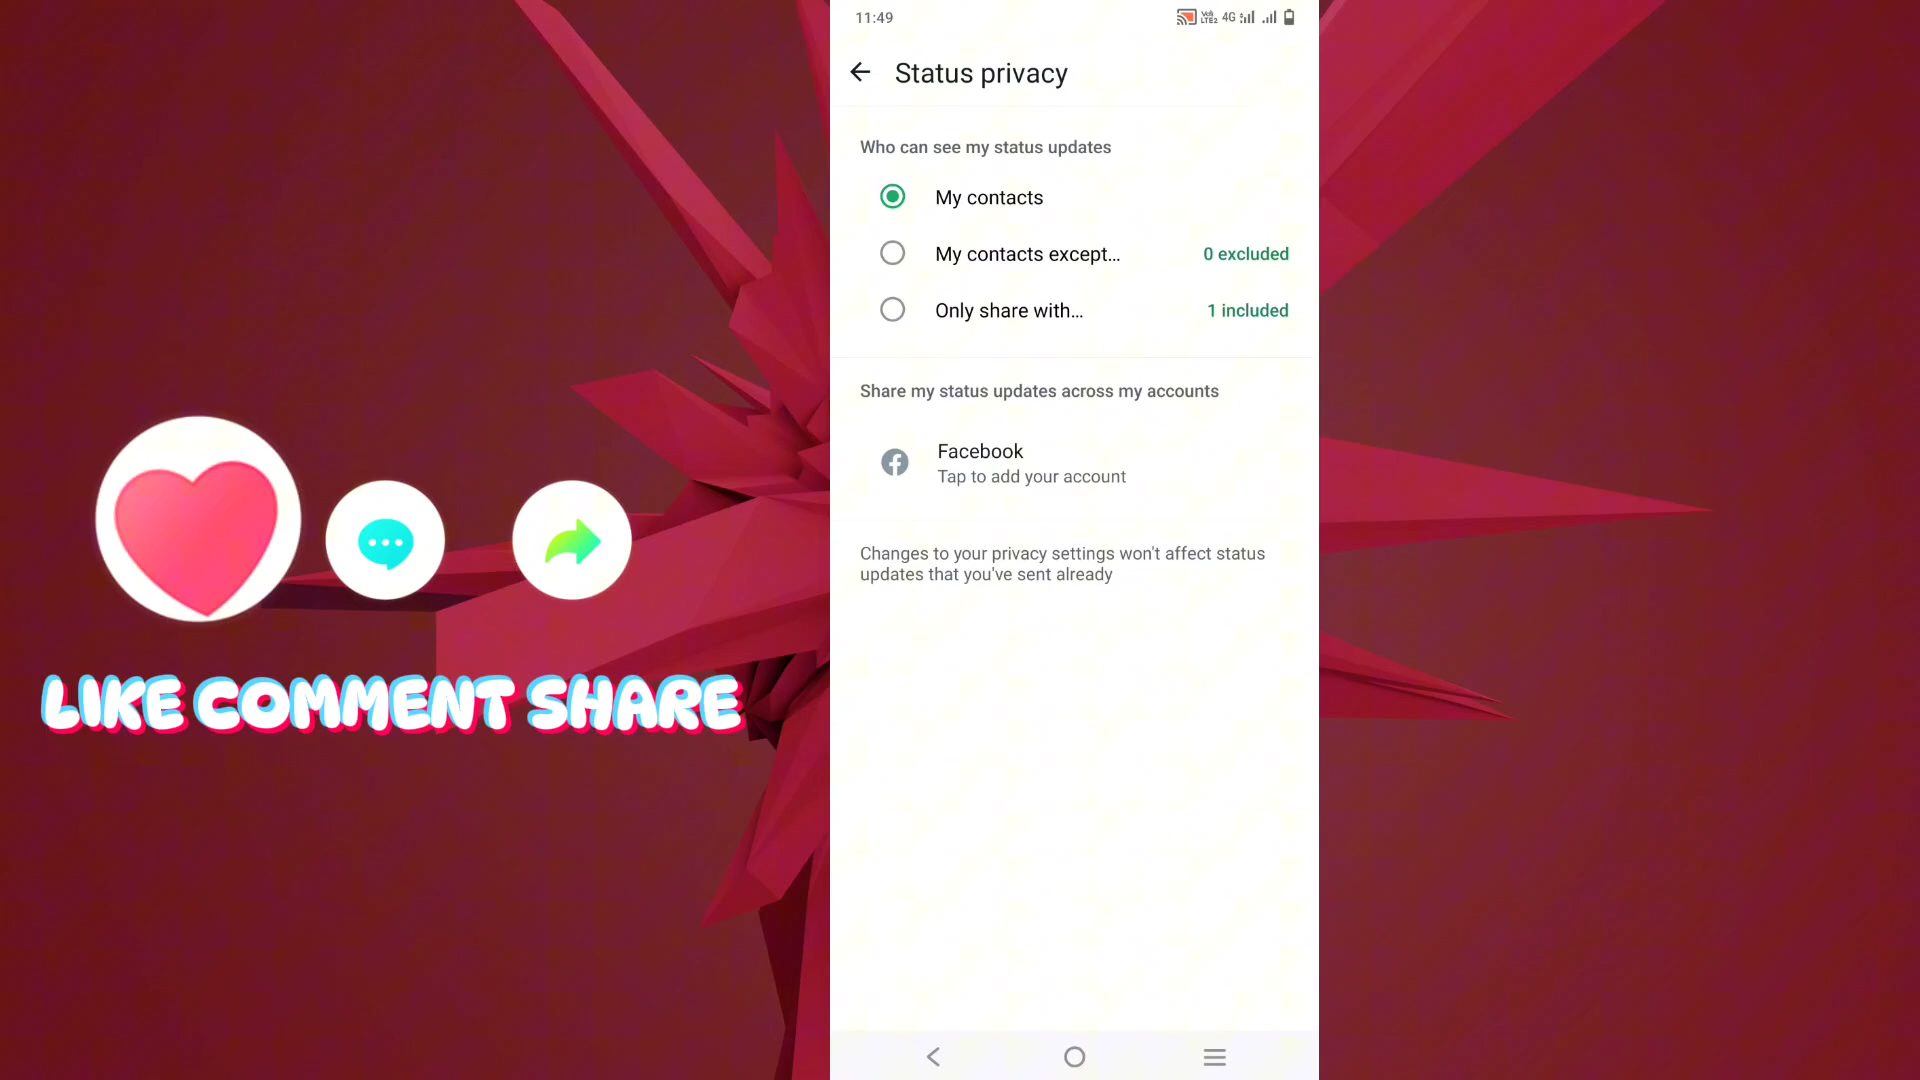 11:49
4G
Status privacy
Who can see my status updates
My contacts
My contacts except... 0 excluded
Only share with... 1 included
Share my status updates across my accounts
Facebook
Tap to add your account
Changes to your privacy settings won't affect status
updates that you've sent already
LIKE COMMENT SHARE